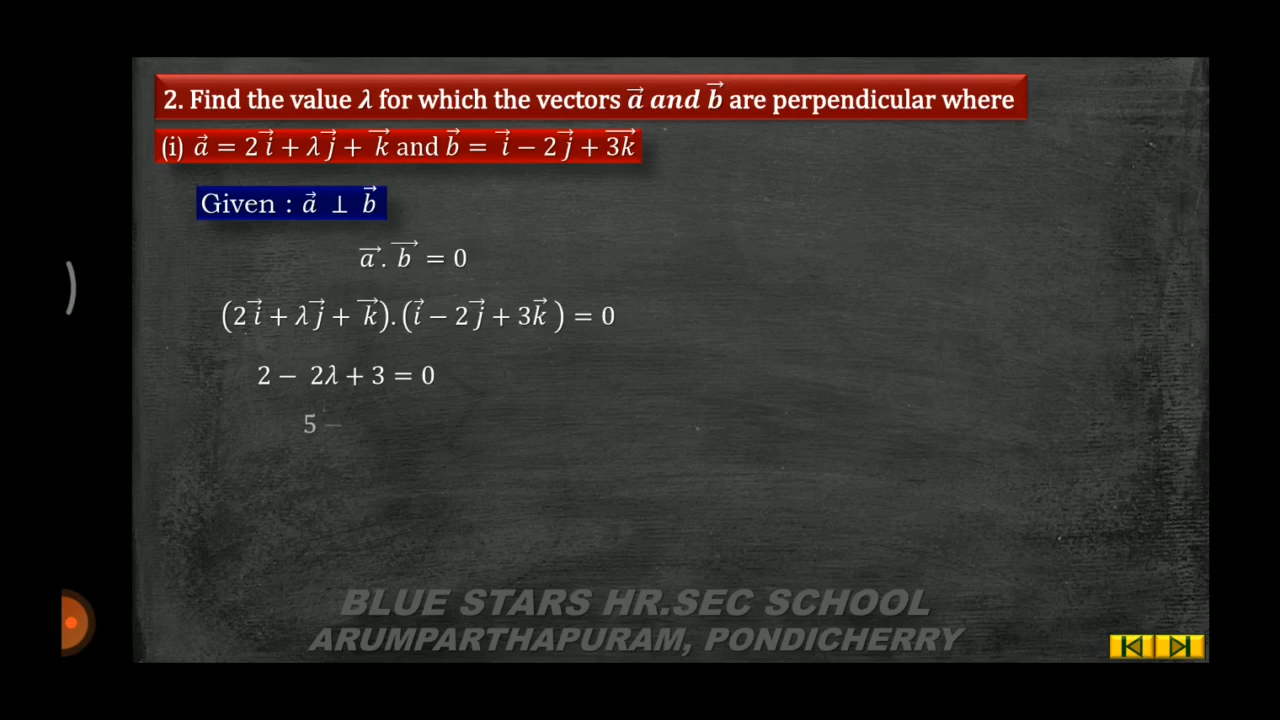 2. Find the value λ for which the vectors a⃗ and b⃗ are perpendicular where
(i) a⃗ = 2i⃗ + λj⃗ + k⃗ and b⃗ = i⃗ − 2j⃗ + 3k⃗
Given : a⃗ ⊥ b⃗
a⃗ . b⃗ = 0
(2i⃗ + λj⃗ + k⃗).(i⃗ − 2j⃗ + 3k⃗) = 0
2 − 2λ + 3 = 0
5 −
BLUE STARS HR.SEC SCHOOL
ARUMPARTHAPURAM, PONDICHERRY